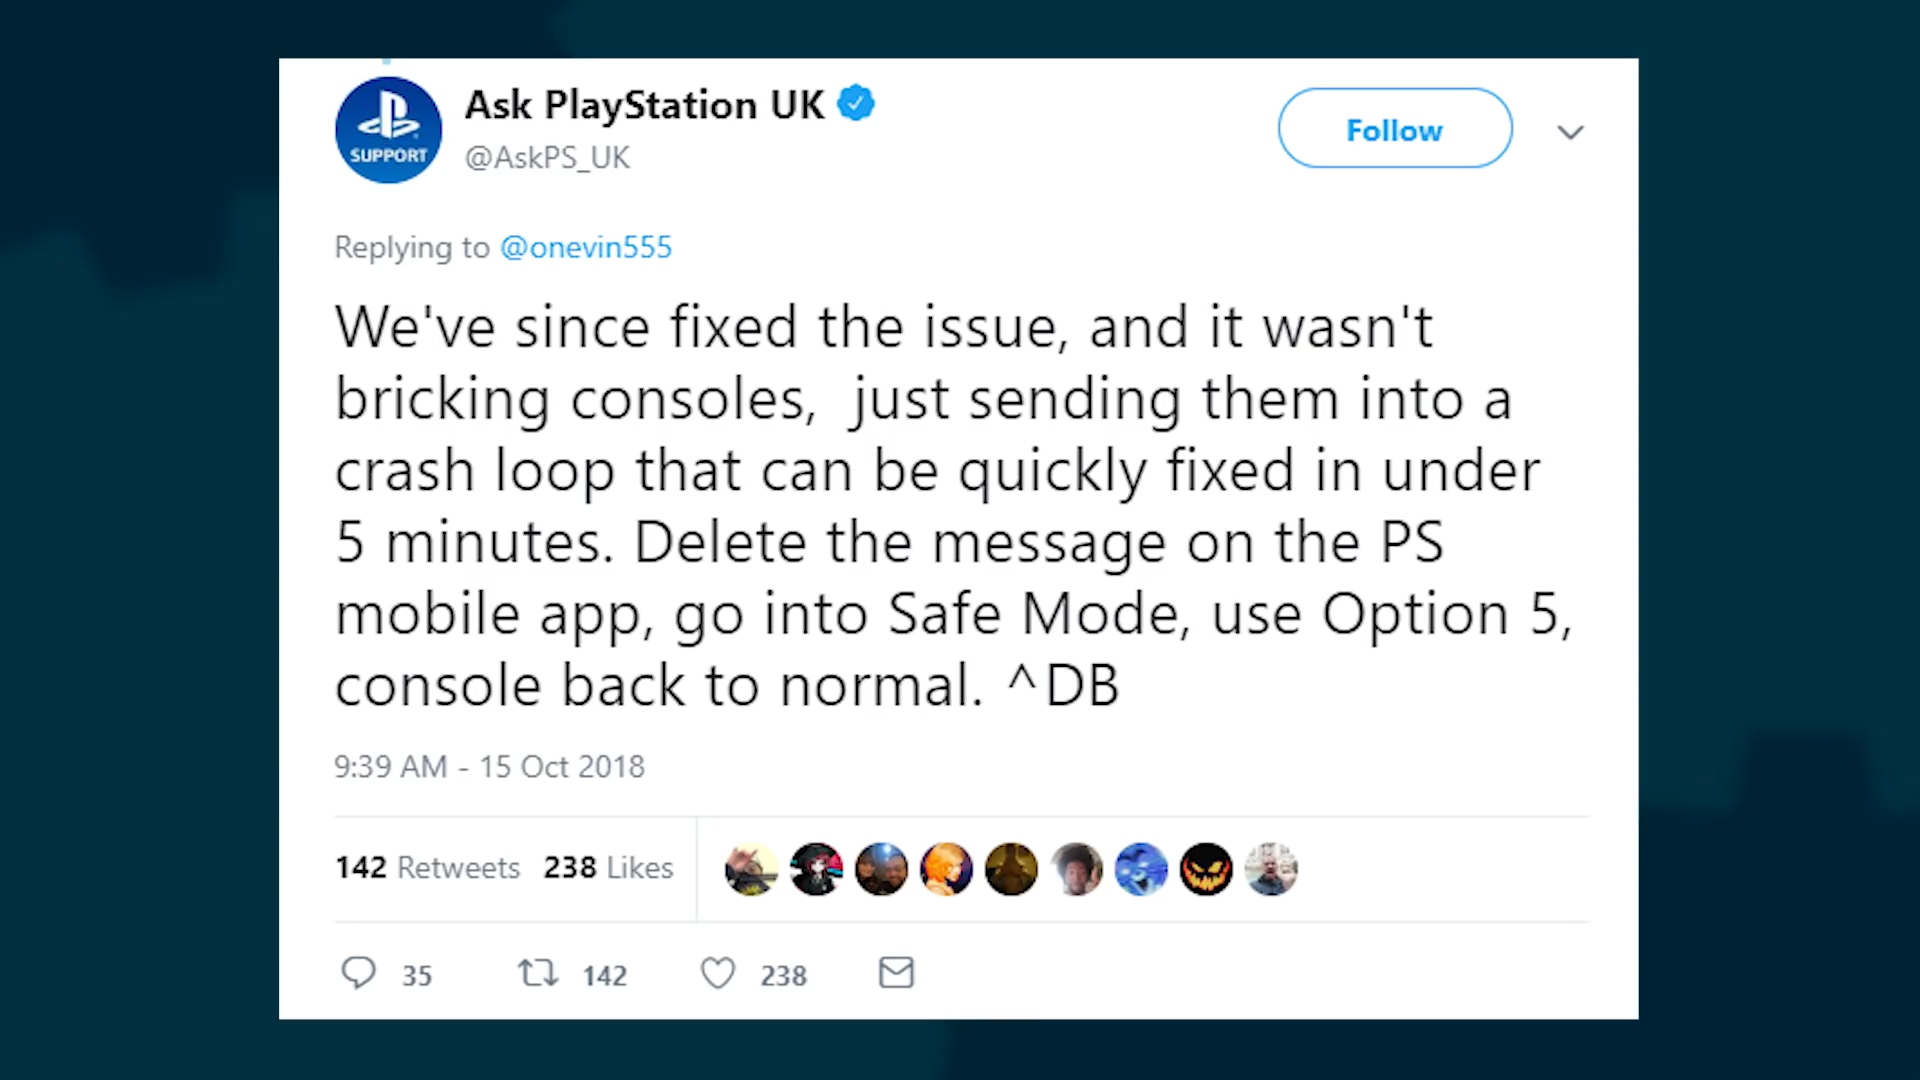 Ask PlayStation UK
@AskPS_UK
SUPPORT
Follow
Replying to @onevin555
We've since fixed the issue, and it wasn't
bricking consoles,  just sending them into a
crash loop that can be quickly fixed in under
5 minutes. Delete the message on the PS
mobile app, go into Safe Mode, use Option 5,
console back to normal. ^DB
9:39 AM - 15 Oct 2018
142 Retweets 238 Likes
35 142 238